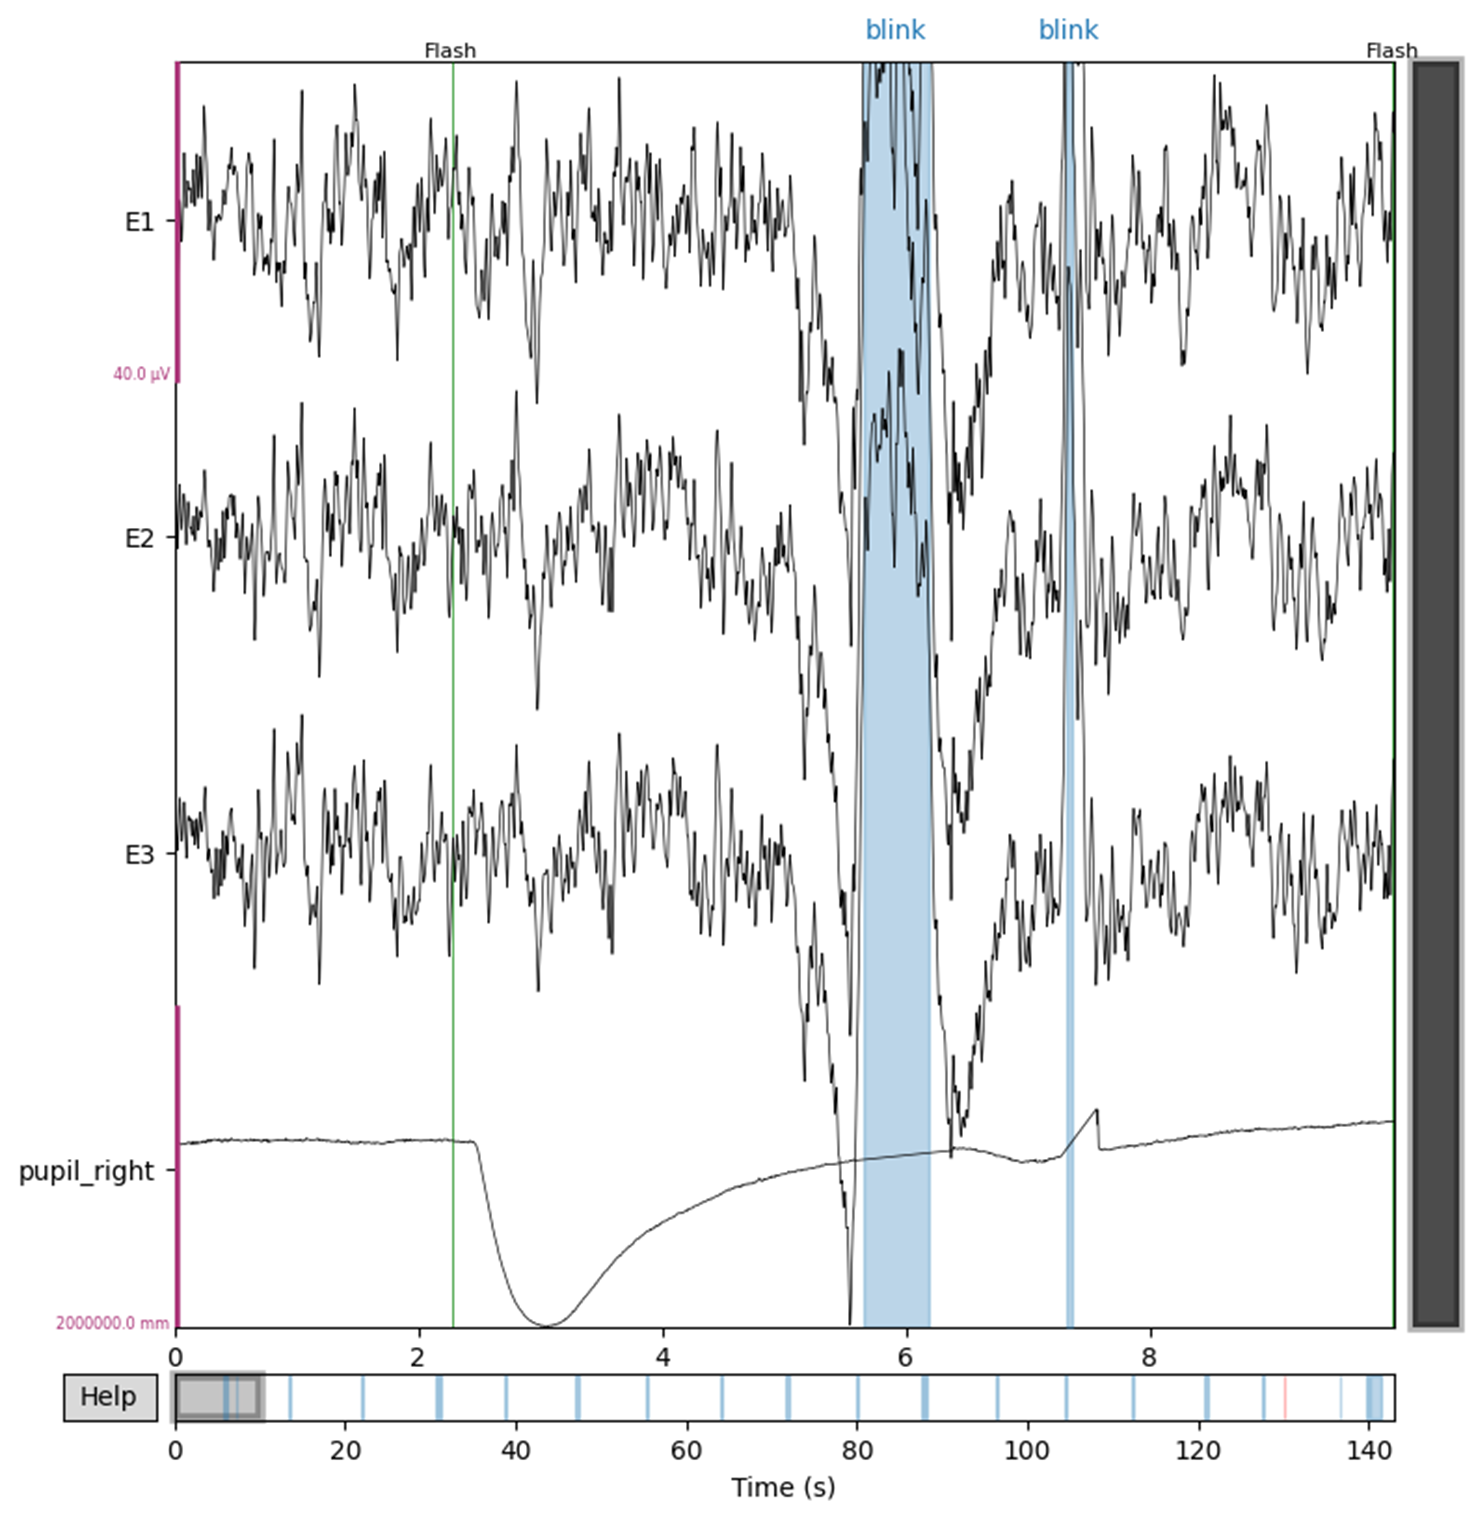 blink blink
Flash Flash
E1
40.0 µV
E2
E3
pupil_right
2000000.0 mm
0 2 4 6 8
Help
0 20 40 60 80 100 120 140
Time (s)